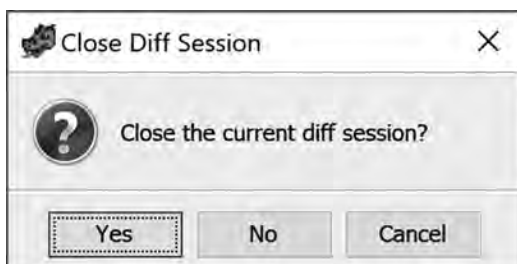 Close Diff Session
Close the current diff session?
Yes
No
Cancel